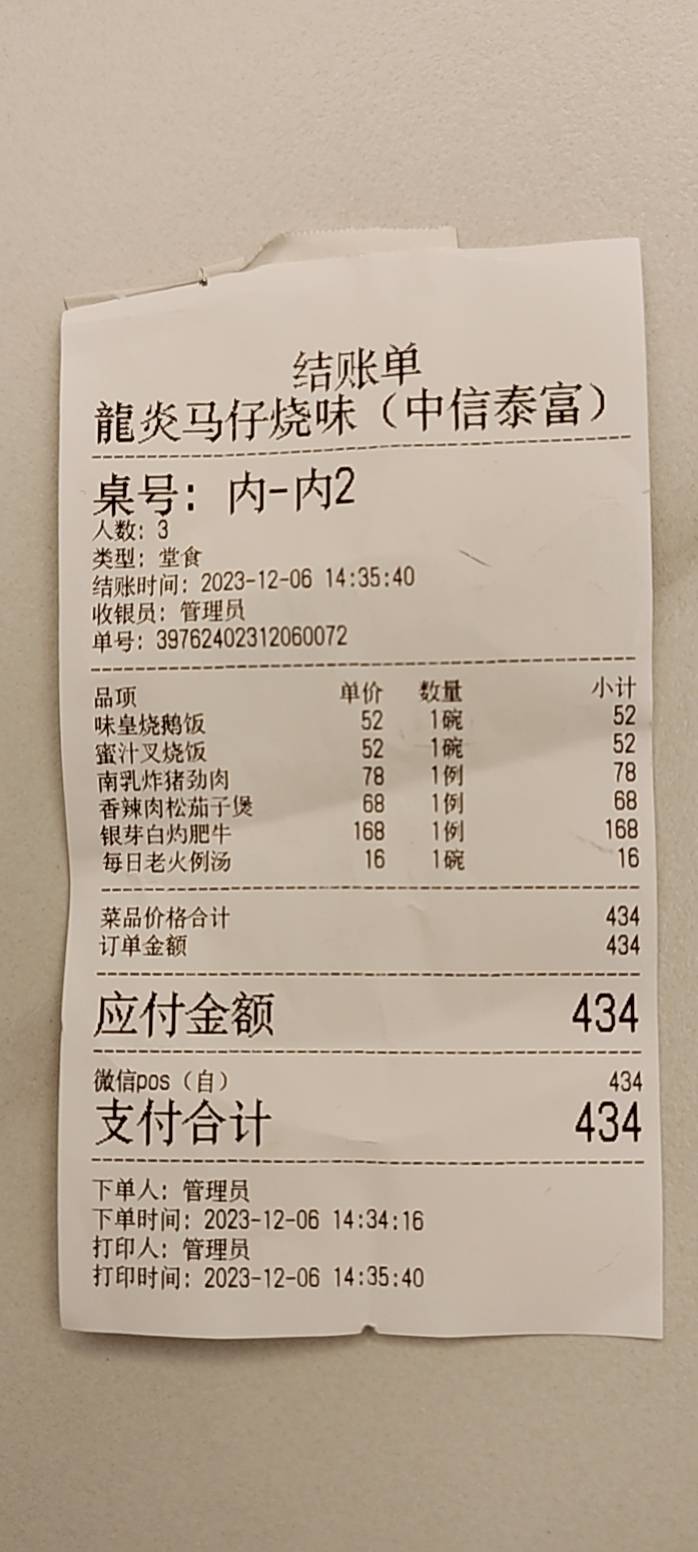 结账单
龍炎马仔烧味（中信泰富）
桌号: 内-内2
人数: 3
类型: 堂食
结账时间: 2023-12-06 14:35:40
收银员: 管理员
单号: 39762402312060072
品项 单价 数量 小计
味皇烧鹅饭 52 1碗 52
蜜汁叉烧饭 52 1碗 52
南乳炸猪劲肉 78 1例 78
香辣肉松茄子煲 68 1例 68
银芽白灼肥牛 168 1例 168
每日老火例汤 16 1碗 16
菜品价格合计 434
订单金额 434
应付金额 434
微信pos（自） 434
支付合计 434
下单人: 管理员
下单时间: 2023-12-06 14:34:16
打印人: 管理员
打印时间: 2023-12-06 14:35:40